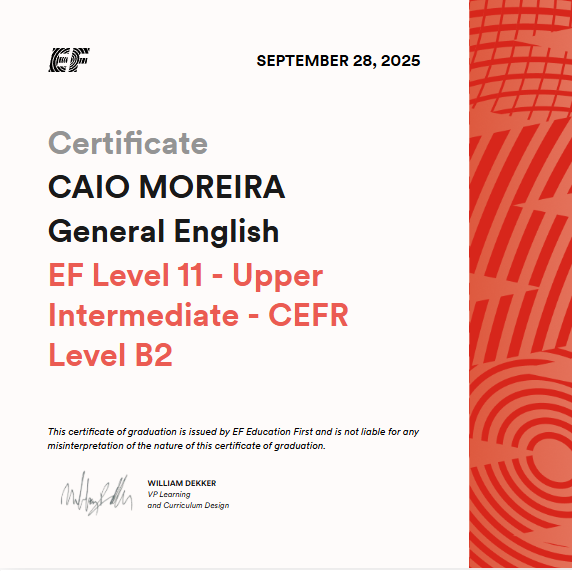 EF
SEPTEMBER 28, 2025
Certificate
CAIO MOREIRA
General English
EF Level 11 - Upper
Intermediate - CEFR
Level B2
This certificate of graduation is issued by EF Education First and is not liable for any
misinterpretation of the nature of this certificate of graduation.
WILLIAM DEKKER
VP Learning
and Curriculum Design